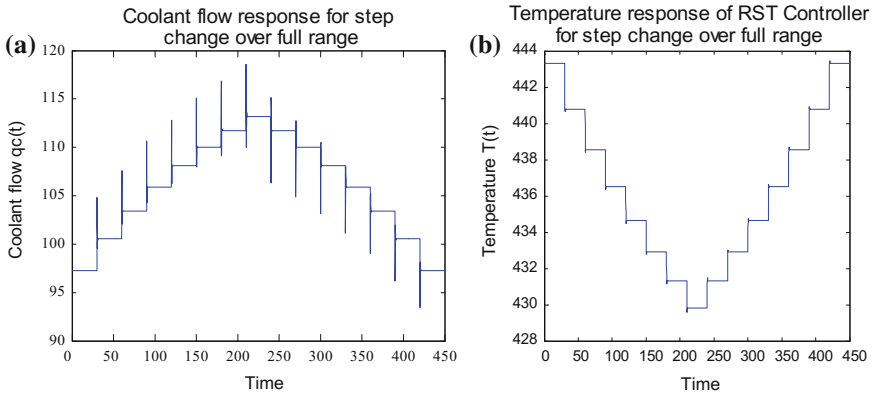 (a)
Coolant flow response for step
change over full range
120
115
110
105
100
95
90
Coolant flow qc(t)
0 50 100 150 200 250 300 350 400 450
Time
(b)
Temperature response of RST Controller
for step change over full range
444
442
440
438
436
433
434
430
428
Temperature T(t)
0 50 100 150 200 250 300 350 400 450
Time